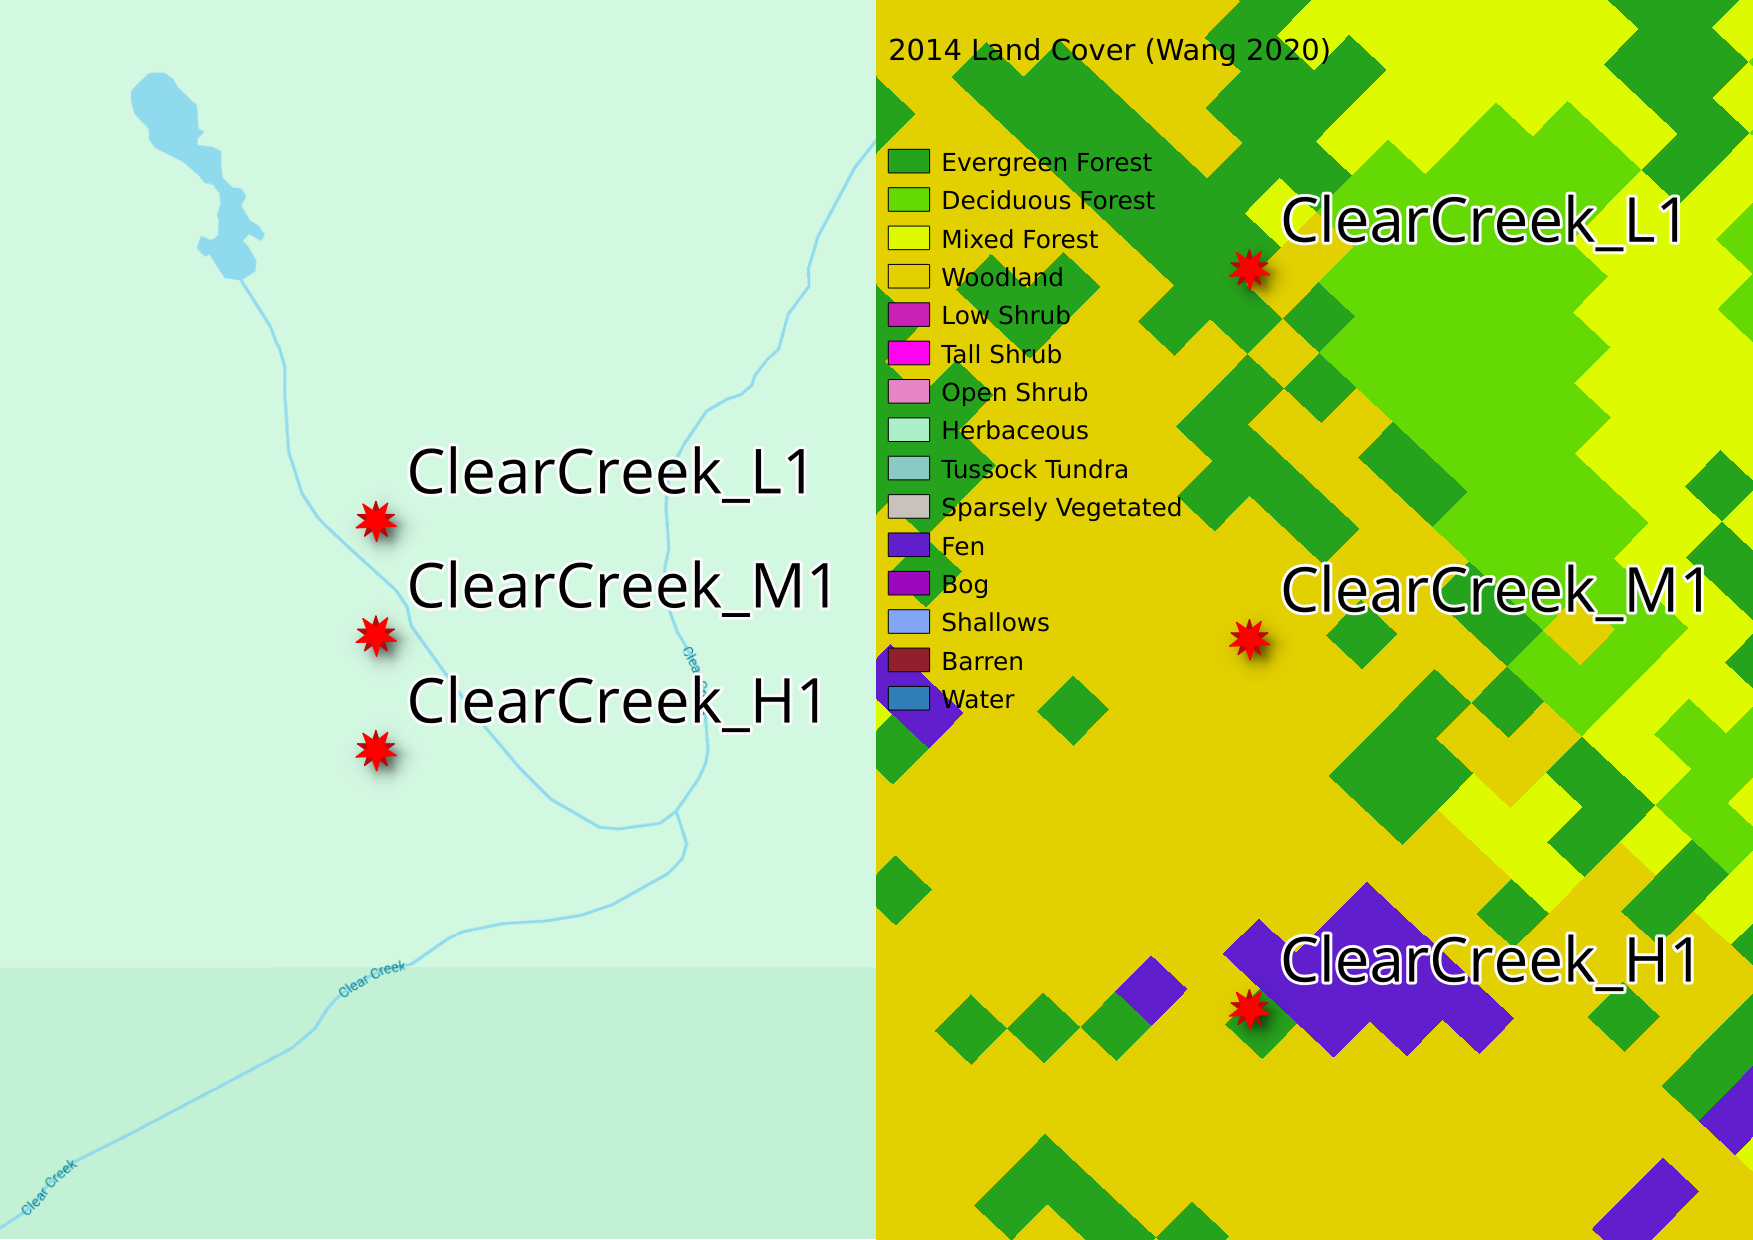 ClearCreek_L1
ClearCreek_M1
Clear
ClearCreek_H1
Clear Creek
Clear Creek
2014 Land Cover (Wang 2020)
Evergreen Forest
Deciduous Forest
Mixed Forest
Woodland
Low Shrub
Tall Shrub
Open Shrub
Herbaceous
Tussock Tundra
Sparsely Vegetated
Fen
Bog
Shallows
Barren
Water
ClearCreek_L1
ClearCreek_M1
ClearCreek_H1